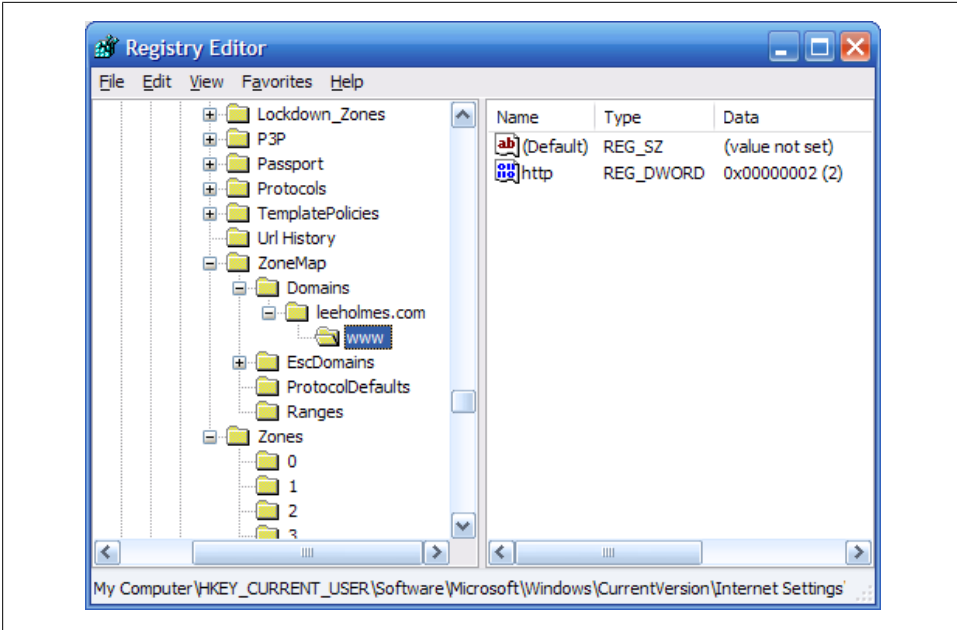 Registry Editor
File Edit View Favorites Help
Lockdown_Zones
P3P
Passport
Protocols
TemplatePolicies
Url History
ZoneMap
Domains
leeholmes.com
www
EscDomains
ProtocolDefaults
Ranges
Zones
0
1
2
3
Name Type Data
(Default) REG_SZ (value not set)
http REG_DWORD 0x00000002 (2)
My Computer\HKEY_CURRENT_USER\Software\Microsoft\Windows\CurrentVersion\Internet Settings\